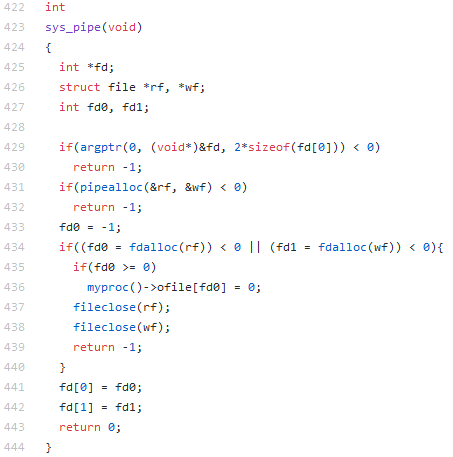 422 int
423 sys_pipe(void)
424 {
425   int *fd;
426   struct file *rf, *wf;
427   int fd0, fd1;
428
429   if(argptr(0, (void*)&fd, 2*sizeof(fd[0])) < 0)
430     return -1;
431   if(pipealloc(&rf, &wf) < 0)
432     return -1;
433   fd0 = -1;
434   if((fd0 = fdalloc(rf)) < 0 || (fd1 = fdalloc(wf)) < 0){
435     if(fd0 >= 0)
436       myproc()->ofile[fd0] = 0;
437     fileclose(rf);
438     fileclose(wf);
439     return -1;
440   }
441   fd[0] = fd0;
442   fd[1] = fd1;
443   return 0;
444 }